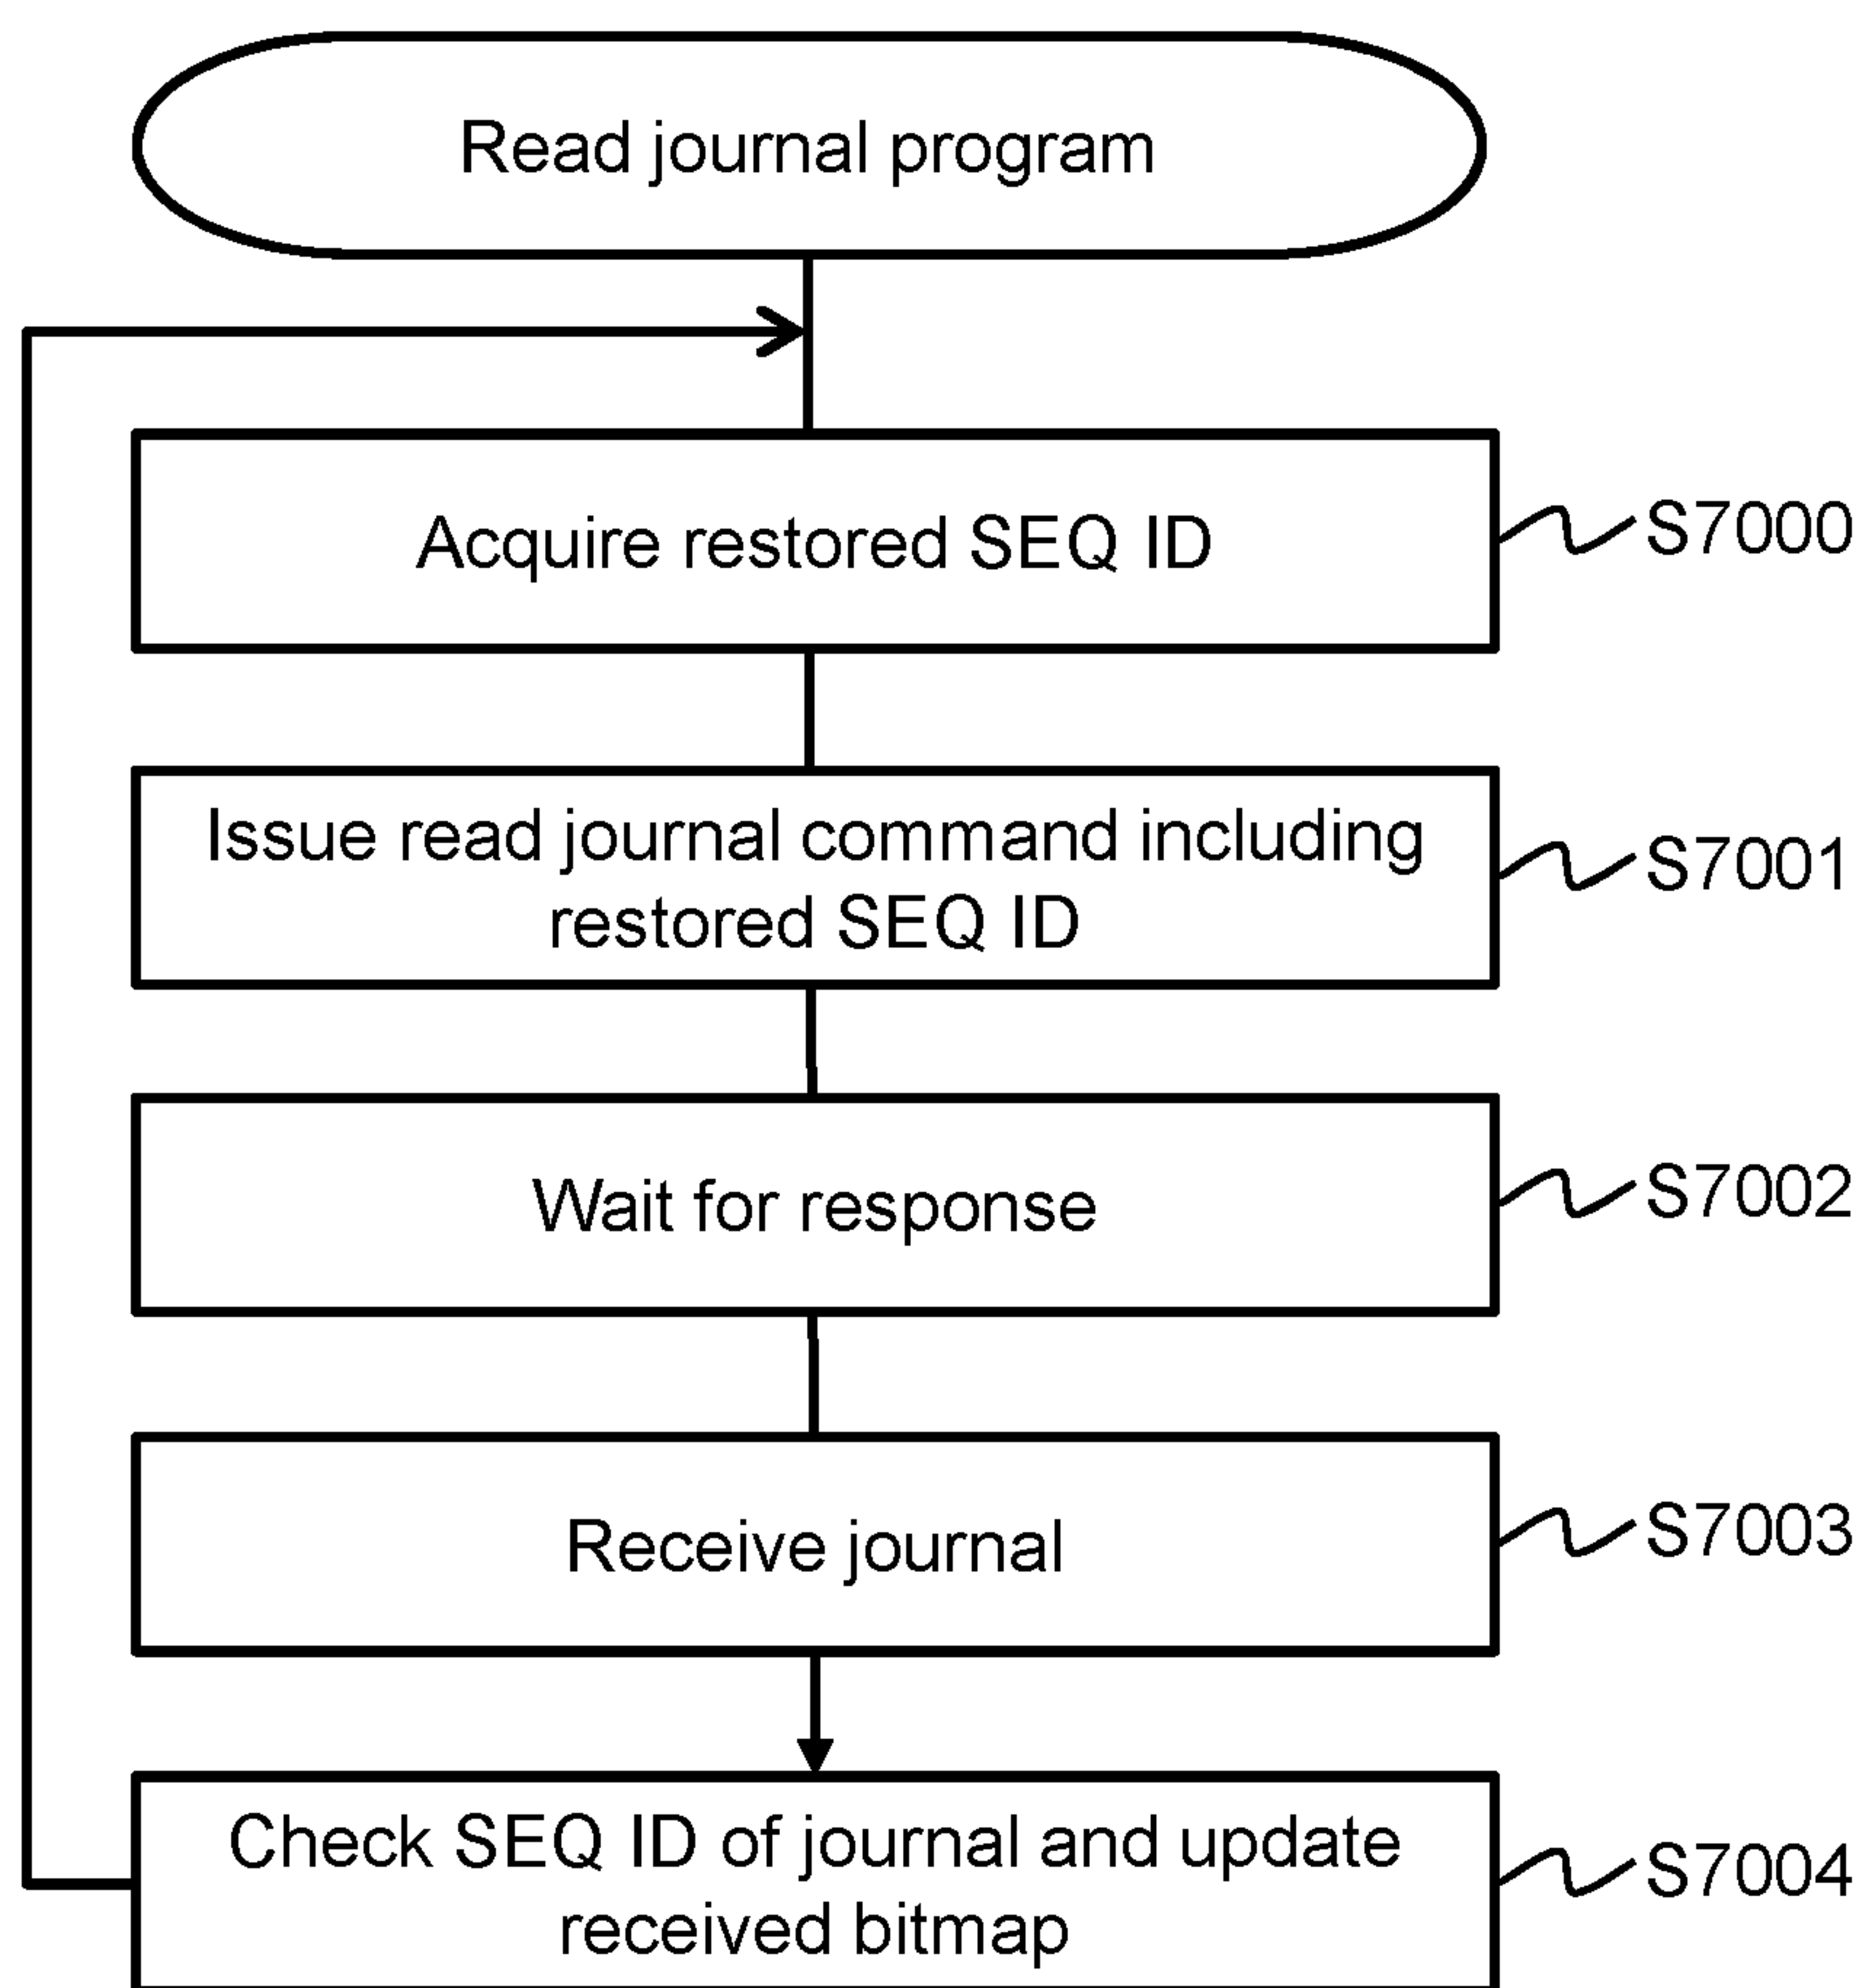 Read journal program
Acquire restored SEQ ID
S7000
Issue read journal command including
restored SEQ ID
S7001
Wait for response
S7002
Receive journal
S7003
Check SEQ ID of journal and update
received bitmap
S7004